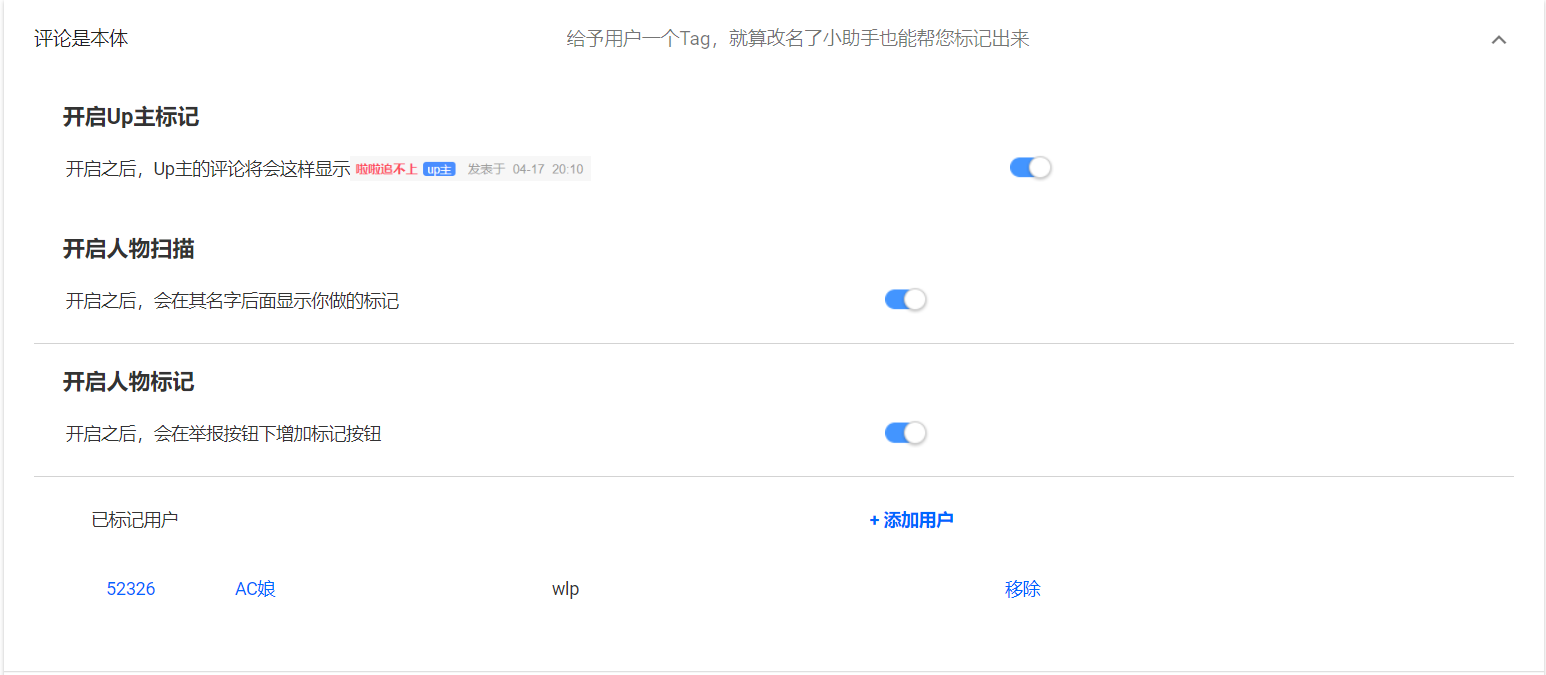 评论是本体 给予用户一个Tag，就算改名了小助手也能帮您标记出来
开启Up主标记
开启之后，Up主的评论将会这样显示 啦啦追不上 up主 发表于 04-17 20:10
开启人物扫描
开启之后，会在其名字后面显示你做的标记
开启人物标记
开启之后，会在举报按钮下增加标记按钮
已标记用户 + 添加用户
52326 AC娘 wlp 移除